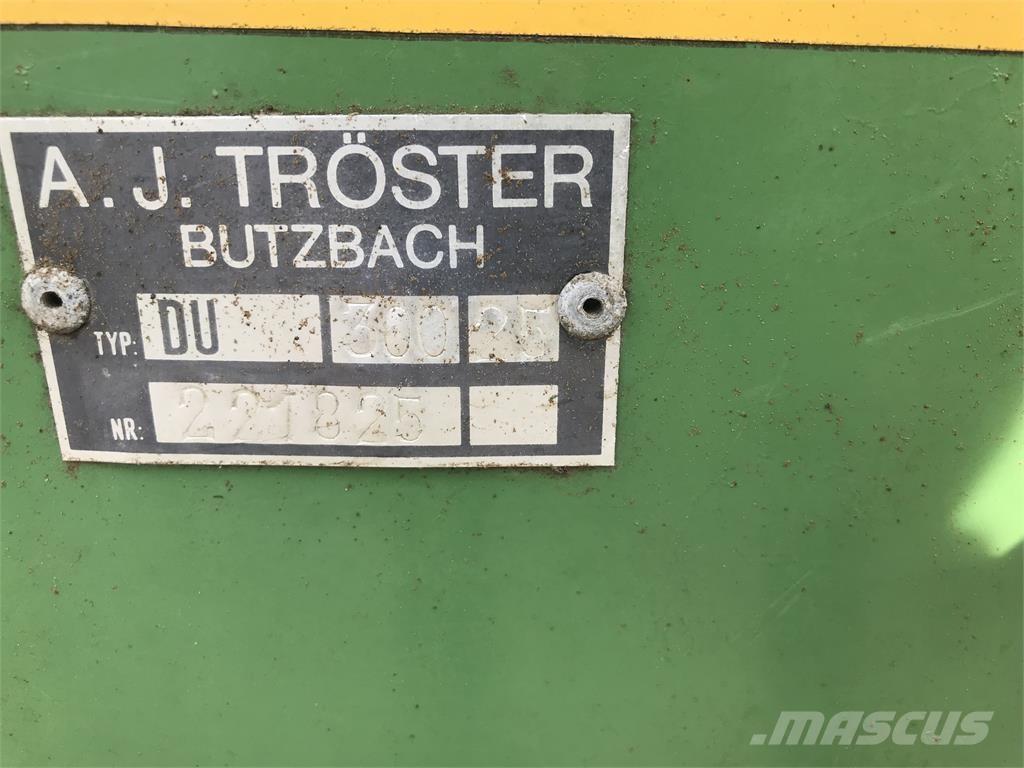 A. J. TRÖSTER
BUTZBACH
TYP: DU 300 25
NR: 221825
MASCUS